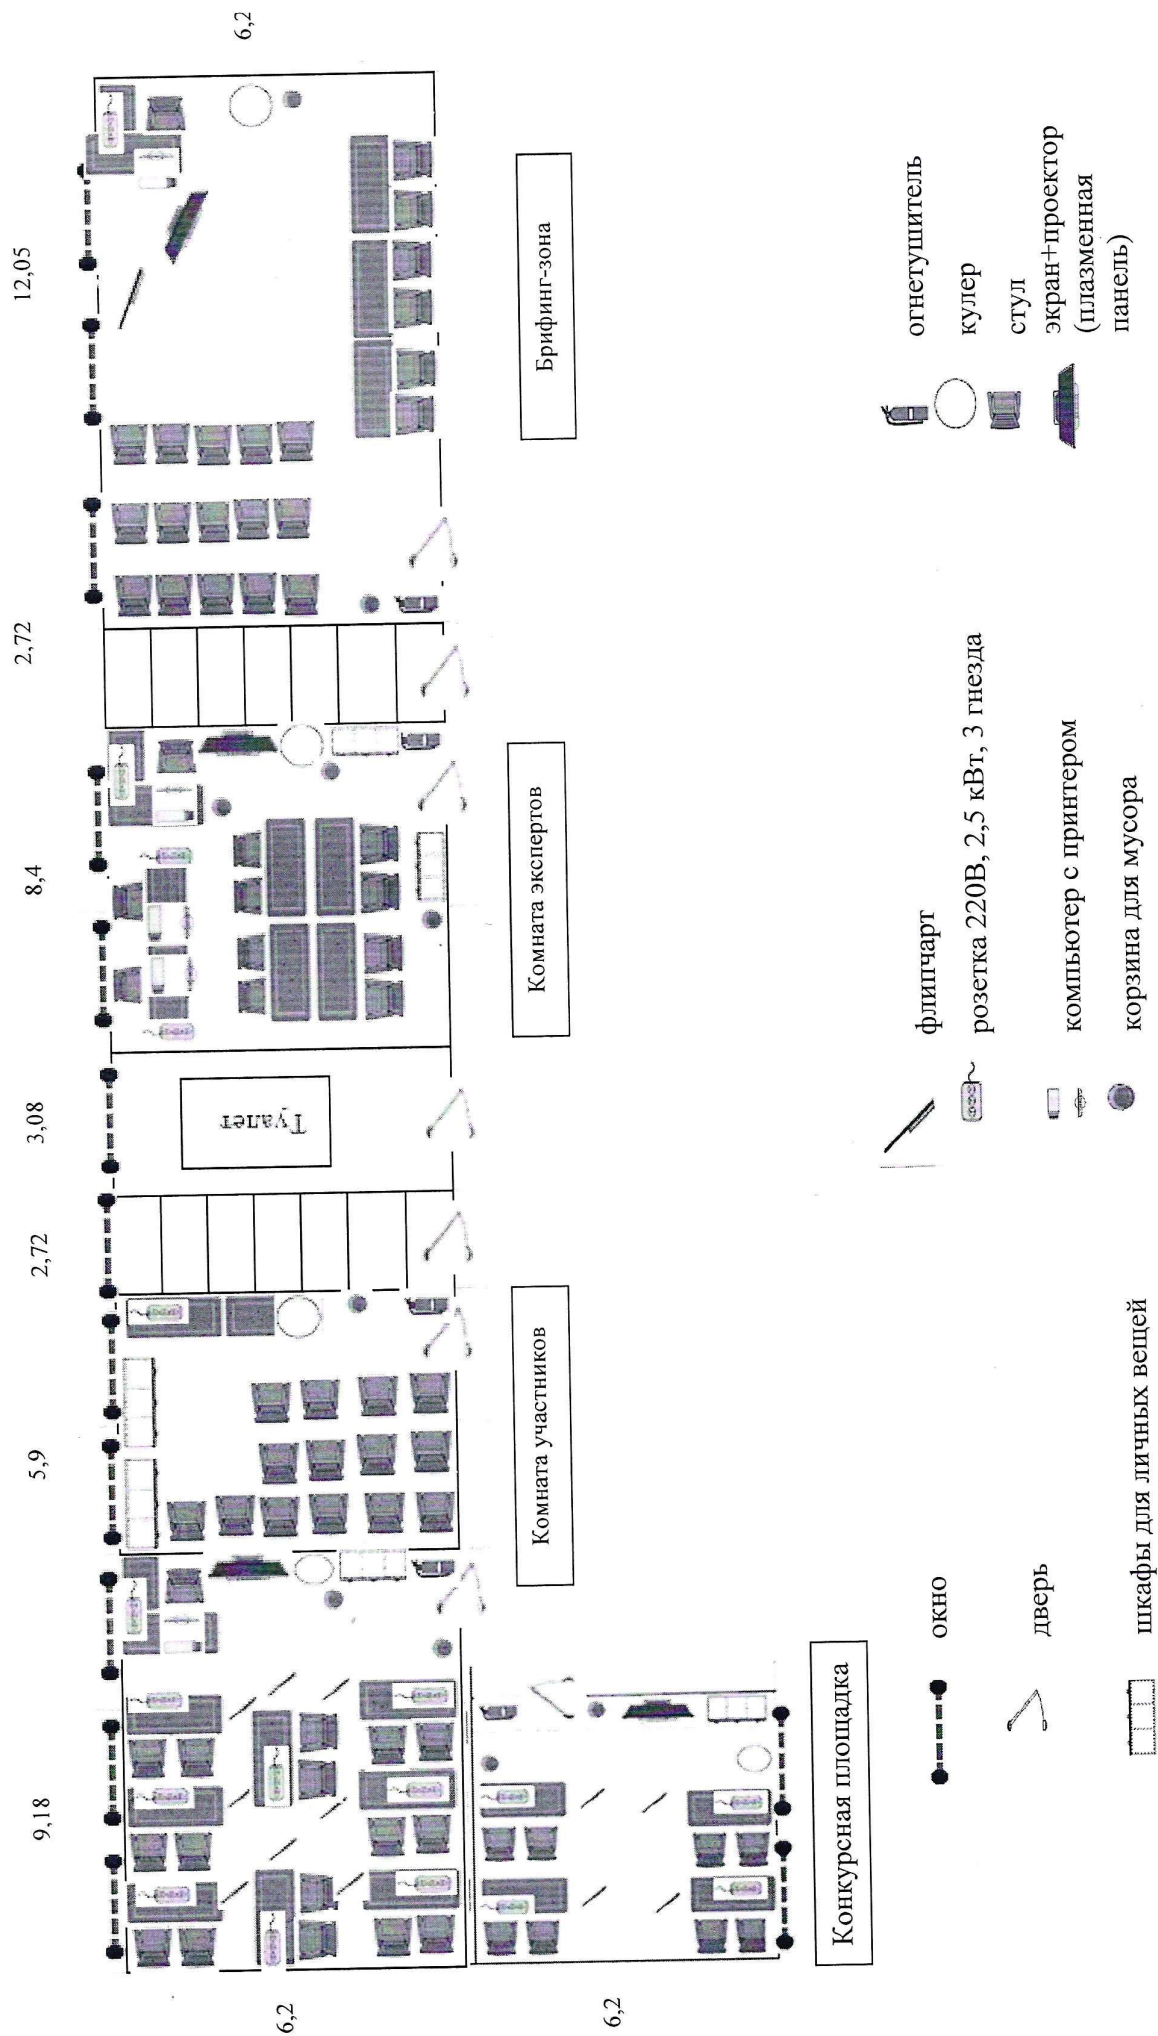 9,18
5,9
2,72
3,08
8,4
2,72
12,05
6,2
6,2
6,2
Туалет
Конкурсная площадка
Комната участников
Комната экспертов
Брифинг-зона
окно
дверь
шкафы для личных вещей
флипчарт
розетка 220В, 2,5 кВт, 3 гнезда
компьютер с принтером
корзина для мусора
огнетушитель
кулер
стул
экран+проектор
(плазменная
панель)